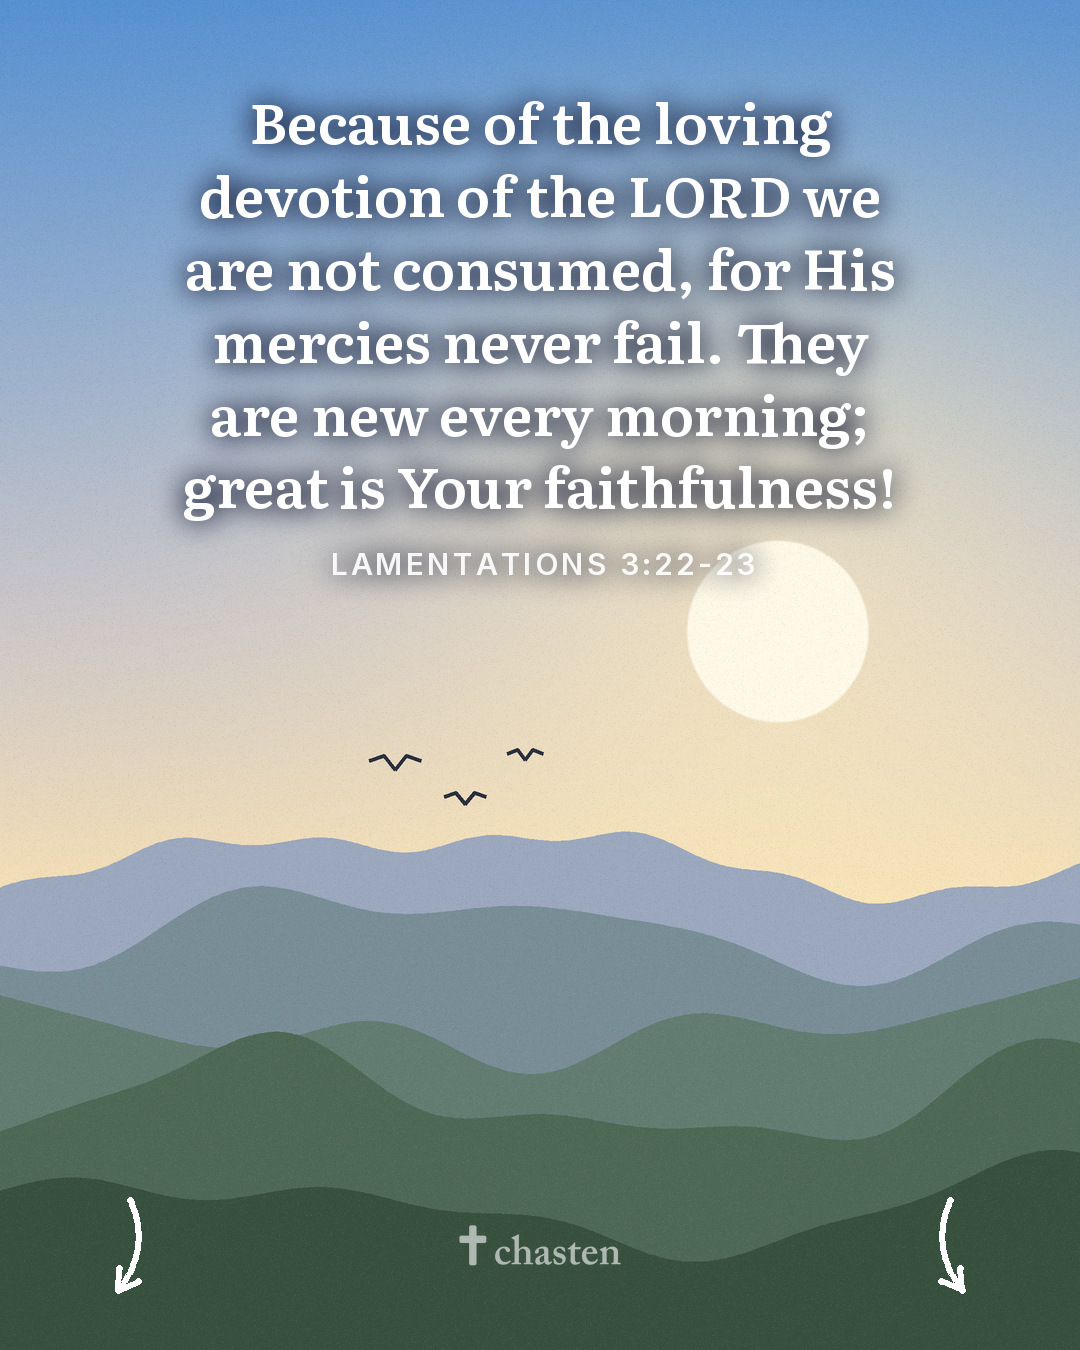 Because of the loving
devotion of the LORD we
are not consumed, for His
mercies never fail. They
are new every morning;
great is Your faithfulness!
LAMENTATIONS 3:22-23
chasten